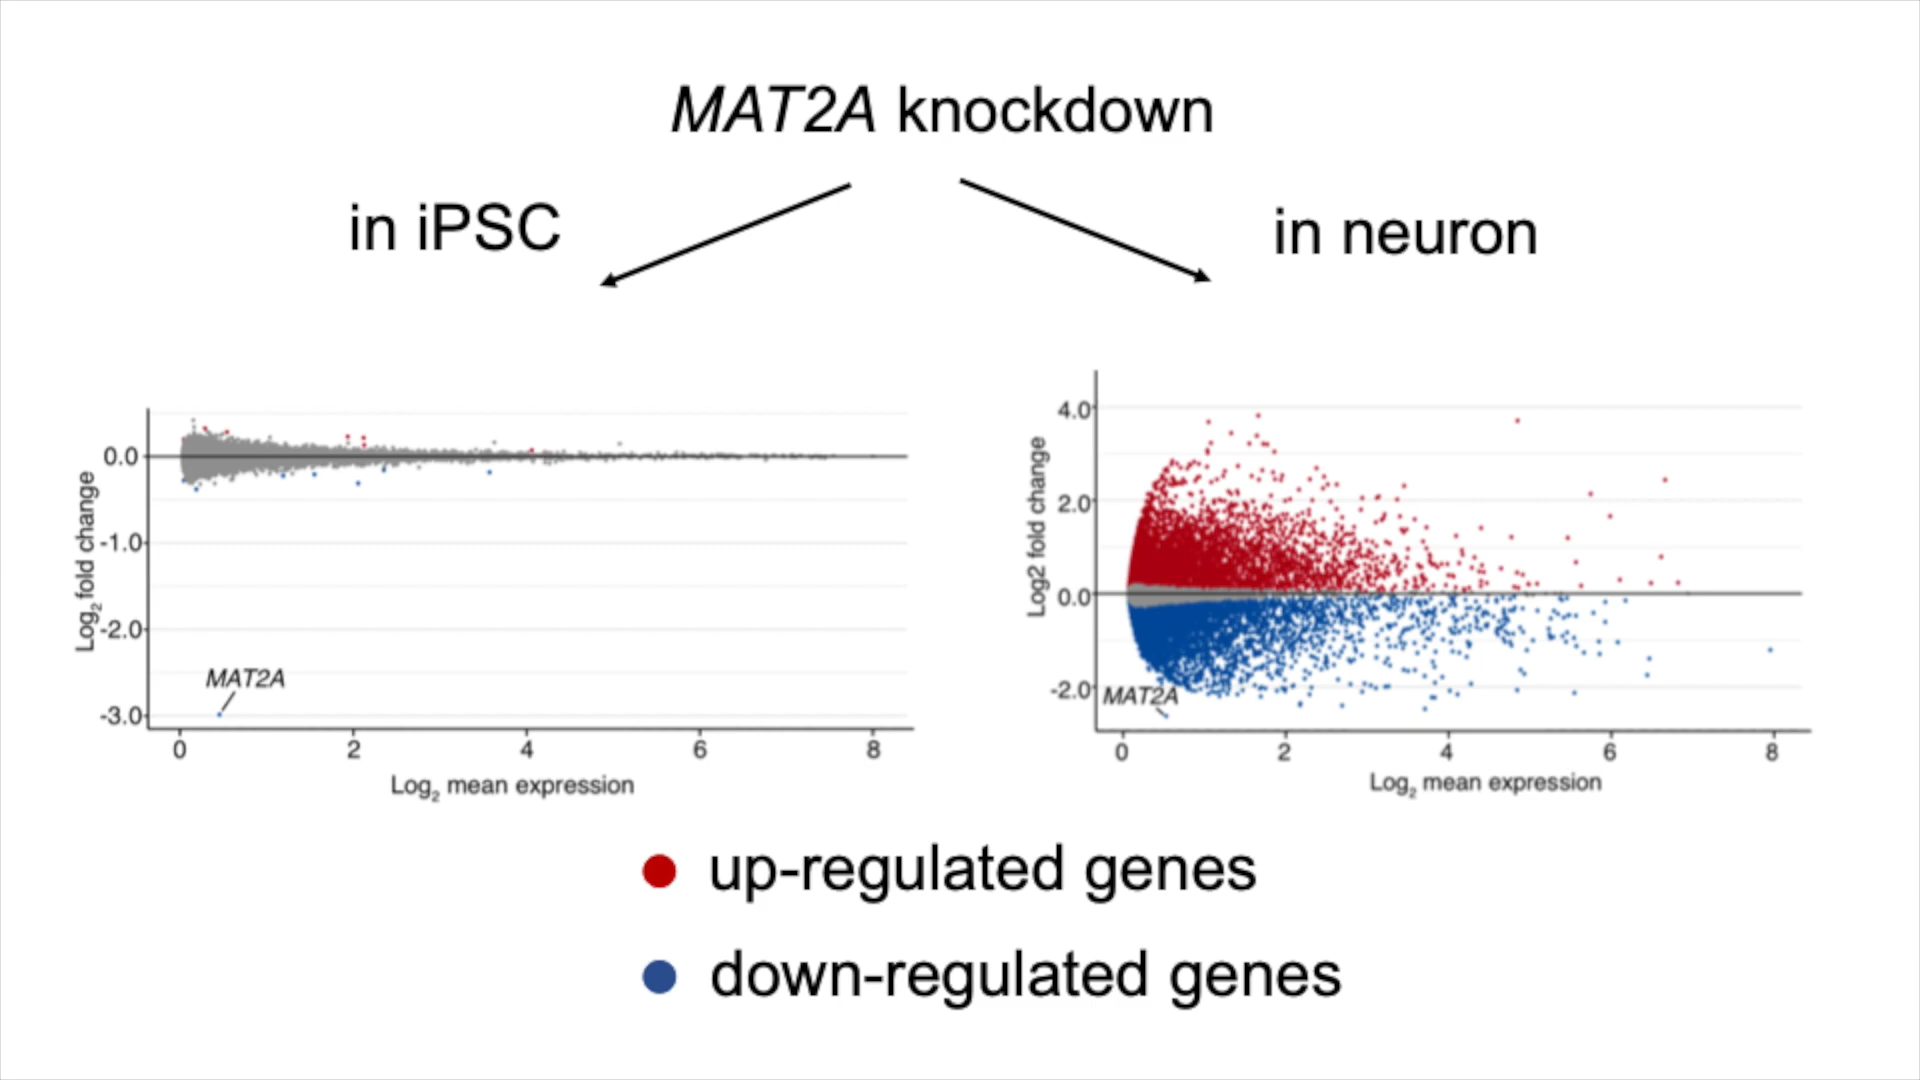 MAT2A knockdown
in iPSC
in neuron
Log2 fold change
0.0
-1.0
-2.0
-3.0
MAT2A
0 2 4 6 8
Log2 mean expression
Log2 fold change
4.0
2.0
0.0
-2.0
MAT2A
0 2 4 6 8
Log2 mean expression
up-regulated genes
down-regulated genes